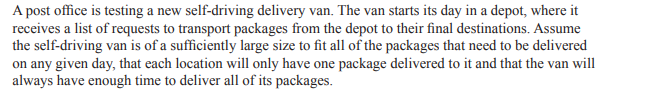 A post office is testing a new self-driving delivery van. The van starts its day in a depot, where it
receives a list of requests to transport packages from the depot to their final destinations. Assume
the self-driving van is of a sufficiently large size to fit all of the packages that need to be delivered
on any given day, that each location will only have one package delivered to it and that the van will
always have enough time to deliver all of its packages.